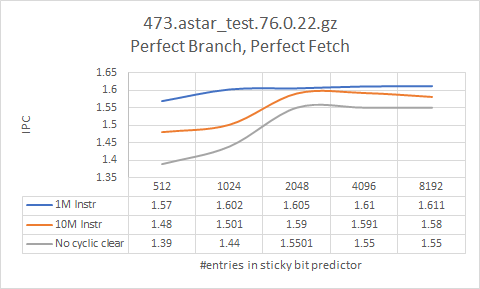 473.astar_test.76.0.22.gz
Perfect Branch, Perfect Fetch
IPC
1.65
1.6
1.55
1.5
1.45
1.4
1.35
512 1024 2048 4096 8192
1M Instr 1.57 1.602 1.605 1.61 1.611
10M Instr 1.48 1.501 1.59 1.591 1.58
No cyclic clear 1.39 1.44 1.5501 1.55 1.55
#entries in sticky bit predictor